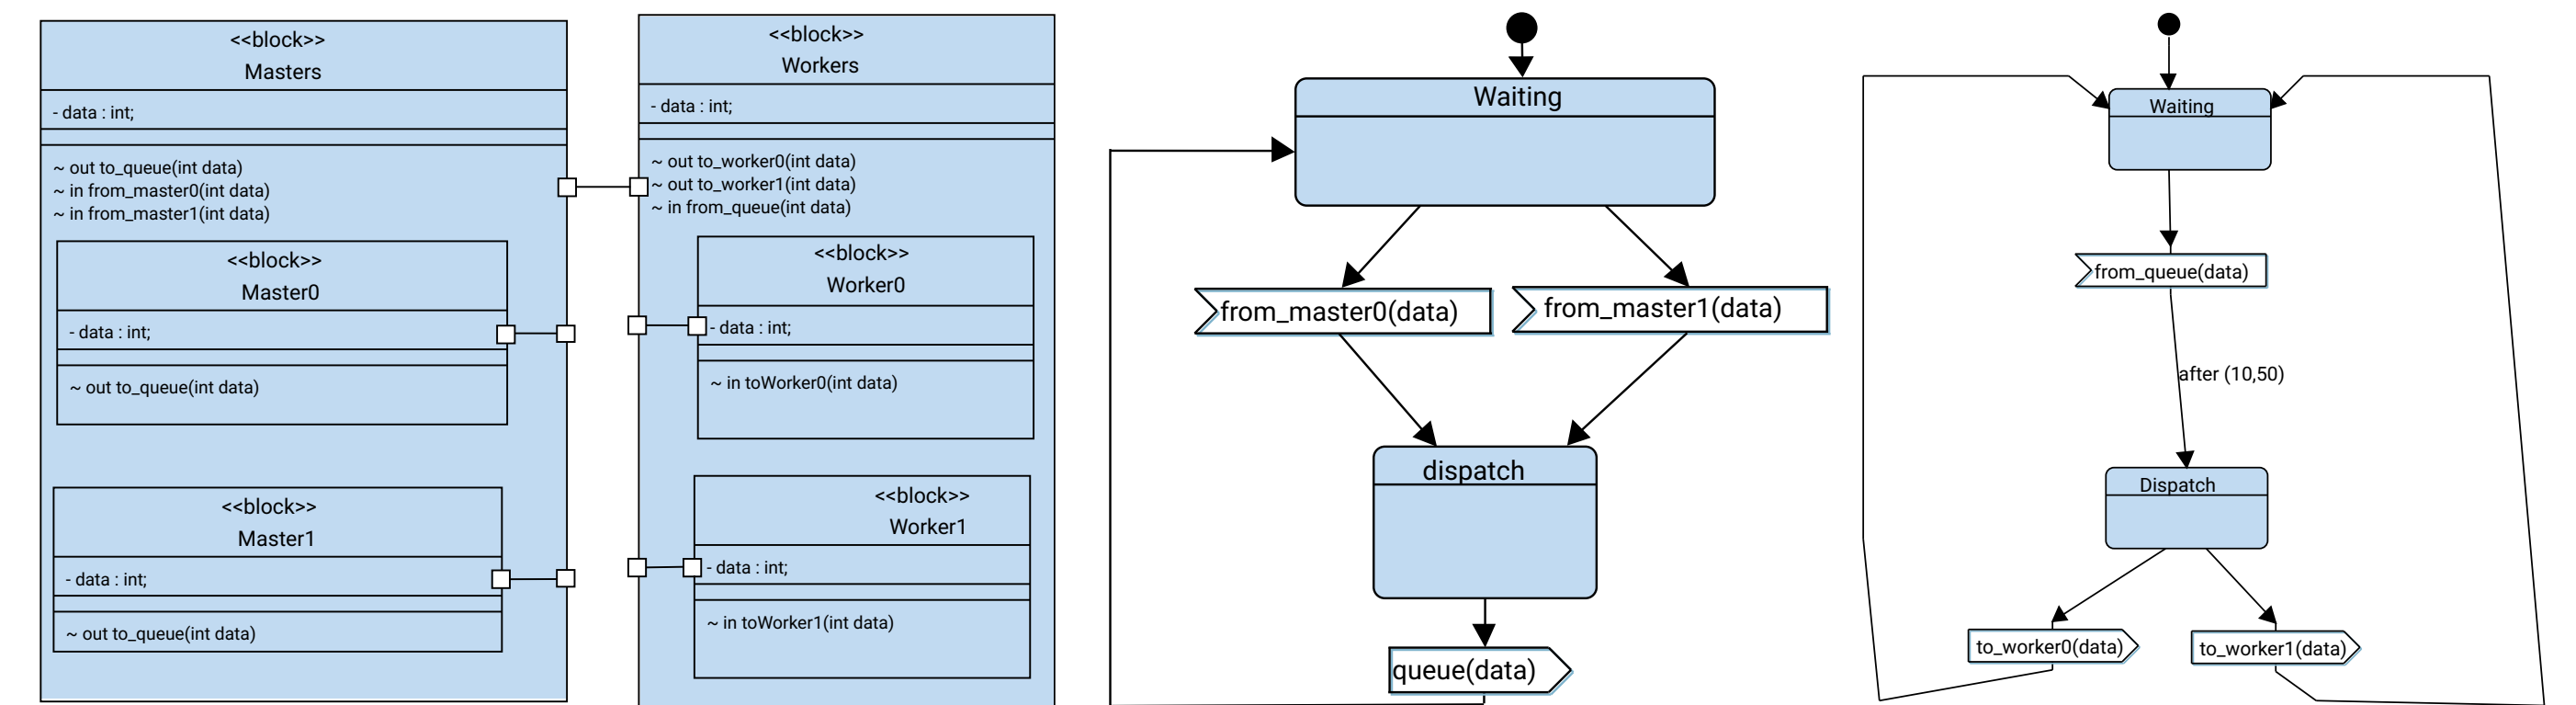 <<block>>
Masters
- data : int;
~ out to_queue(int data)
~ in from_master0(int data)
~ in from_master1(int data)
<<block>>
Master0
- data : int;
~ out to_queue(int data)
<<block>>
Master1
- data : int;
~ out to_queue(int data)
<<block>>
Workers
- data : int;
~ out to_worker0(int data)
~ out to_worker1(int data)
~ in from_queue(int data)
<<block>>
Worker0
- data : int;
~ in toWorker0(int data)
<<block>>
Worker1
- data : int;
~ in toWorker1(int data)
Waiting
from_master0(data)
from_master1(data)
dispatch
queue(data)
Waiting
from_queue(data)
after (10,50)
Dispatch
to_worker0(data)
to_worker1(data)